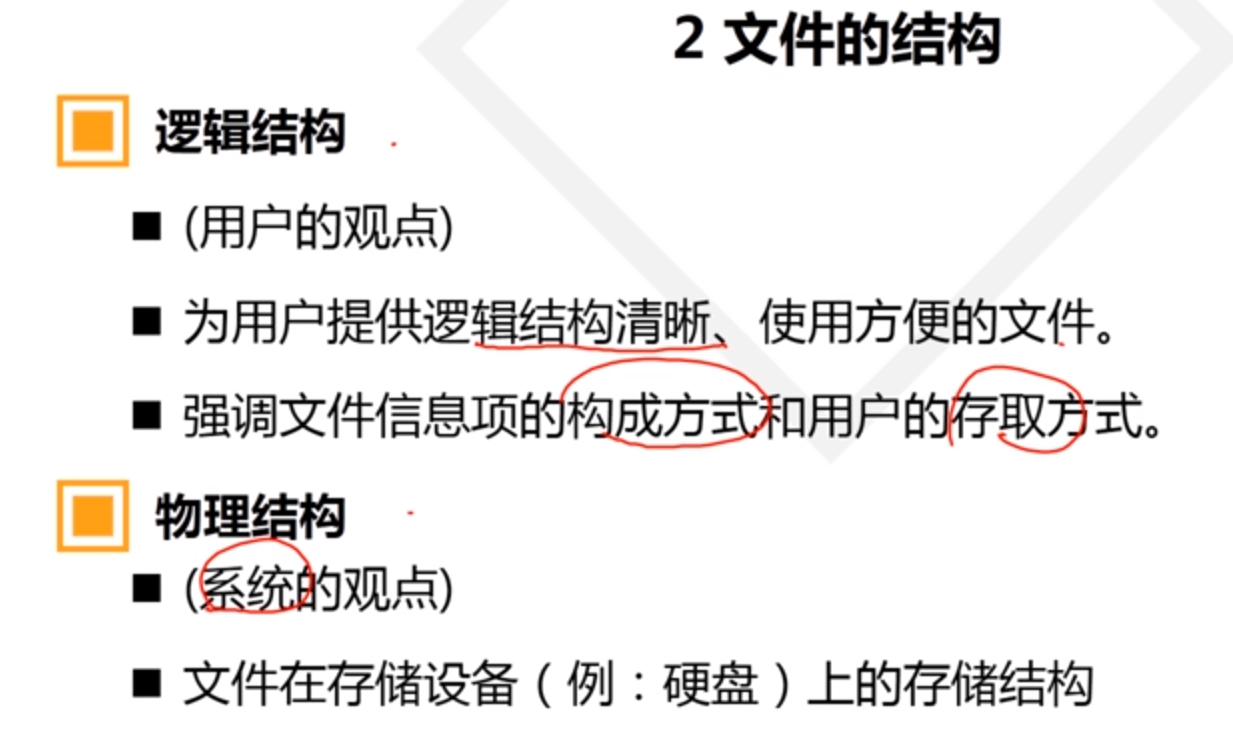 2 文件的结构
逻辑结构
(用户的观点)
为用户提供逻辑结构清晰、使用方便的文件。
强调文件信息项的构成方式和用户的存取方式。
物理结构
(系统的观点)
文件在存储设备（例：硬盘）上的存储结构